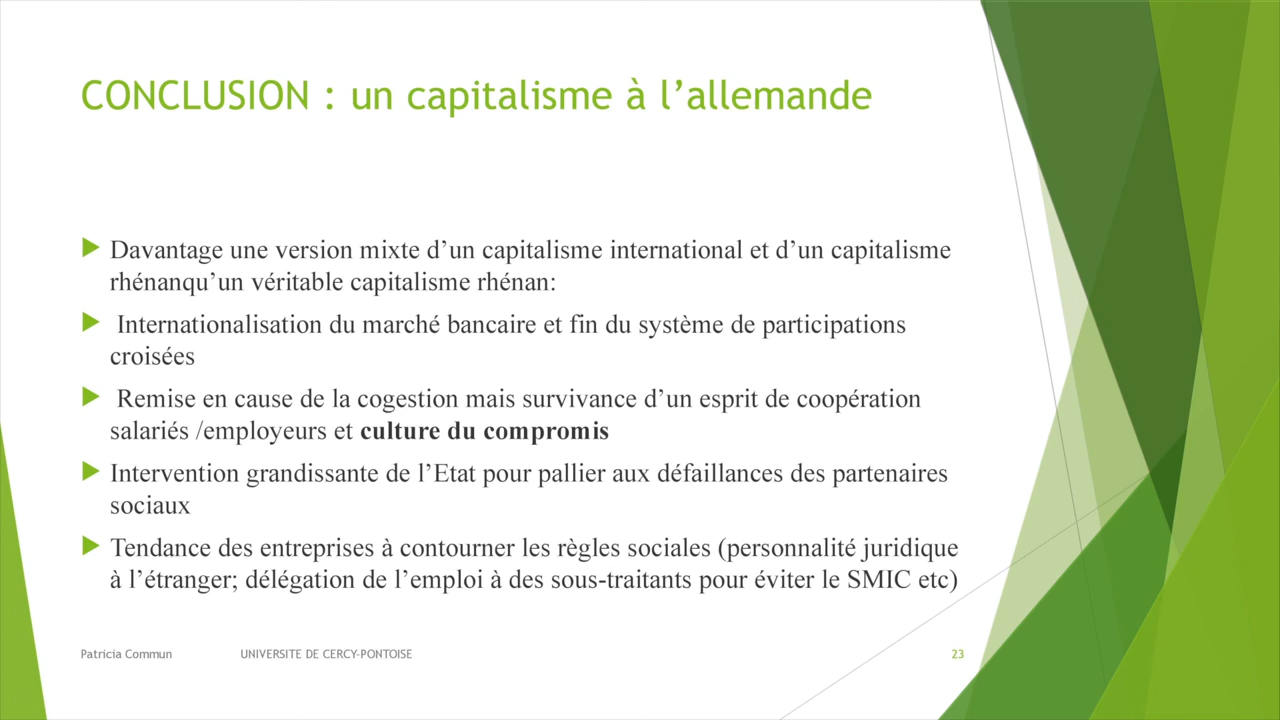 CONCLUSION : un capitalisme à l’allemande
Davantage une version mixte d’un capitalisme international et d’un capitalisme
rhénanqu’un véritable capitalisme rhénan:
Internationalisation du marché bancaire et fin du système de participations
croisées
Remise en cause de la cogestion mais survivance d’un esprit de coopération
salariés /employeurs et culture du compromis
Intervention grandissante de l’Etat pour pallier aux défaillances des partenaires
sociaux
Tendance des entreprises à contourner les règles sociales (personnalité juridique
à l’étranger; délégation de l’emploi à des sous-traitants pour éviter le SMIC etc)
Patricia Commun UNIVERSITE DE CERCY-PONTOISE 23